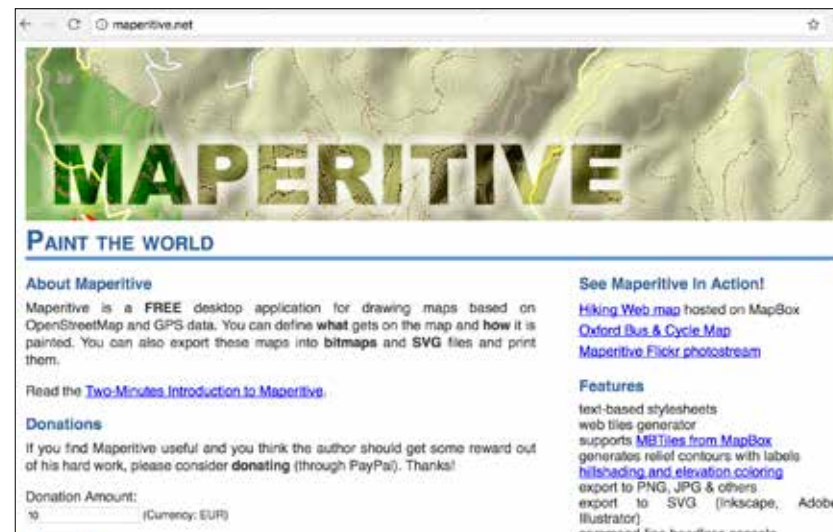 maperitive.net
MAPERITIVE
PAINT THE WORLD
About Maperitive
Maperitive is a FREE desktop application for drawing maps based on
OpenStreetMap and GPS data. You can define what gets on the map and how it is
painted. You can also export these maps into bitmaps and SVG files and print
them.
Read the Two-Minutes Introduction to Maperitive.
Donations
If you find Maperitive useful and you think the author should get some reward out
of his hard work, please consider donating (through PayPal). Thanks!
Donation Amount:
10 (Currency: EUR)
See Maperitive In Action!
Hiking Web map hosted on MapBox
Oxford Bus & Cycle Map
Maperitive Flickr photostream
Features
text-based stylesheets
web tiles generator
supports MBTiles from MapBox
generates relief contours with labels
hillshading and elevation coloring
export to PNG, JPG & others
export to SVG (Inkscape, Adobe
Illustrator)